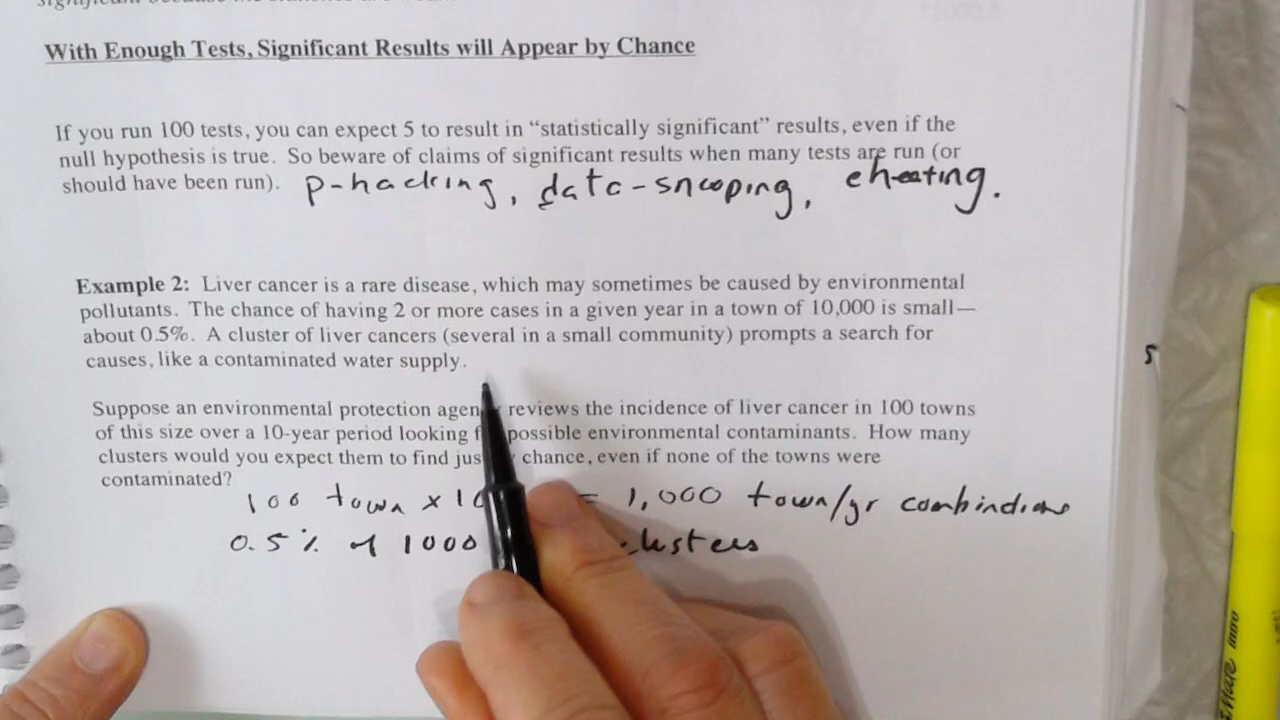 With Enough Tests, Significant Results will Appear by Chance
If you run 100 tests, you can expect 5 to result in “statistically significant” results, even if the
null hypothesis is true. So beware of claims of significant results when many tests are run (or
should have been run). p-hacking, data-snooping, cheating.
Example 2: Liver cancer is a rare disease, which may sometimes be caused by environmental
pollutants. The chance of having 2 or more cases in a given year in a town of 10,000 is small—
about 0.5%. A cluster of liver cancers (several in a small community) prompts a search for
causes, like a contaminated water supply.
5
Suppose an environmental protection agen reviews the incidence of liver cancer in 100 towns
of this size over a 10-year period looking f possible environmental contaminants. How many
clusters would you expect them to find jus chance, even if none of the towns were
contaminated?
100 town x 10 = 1,000 town/yr combinations
0.5% of 1000 clusters